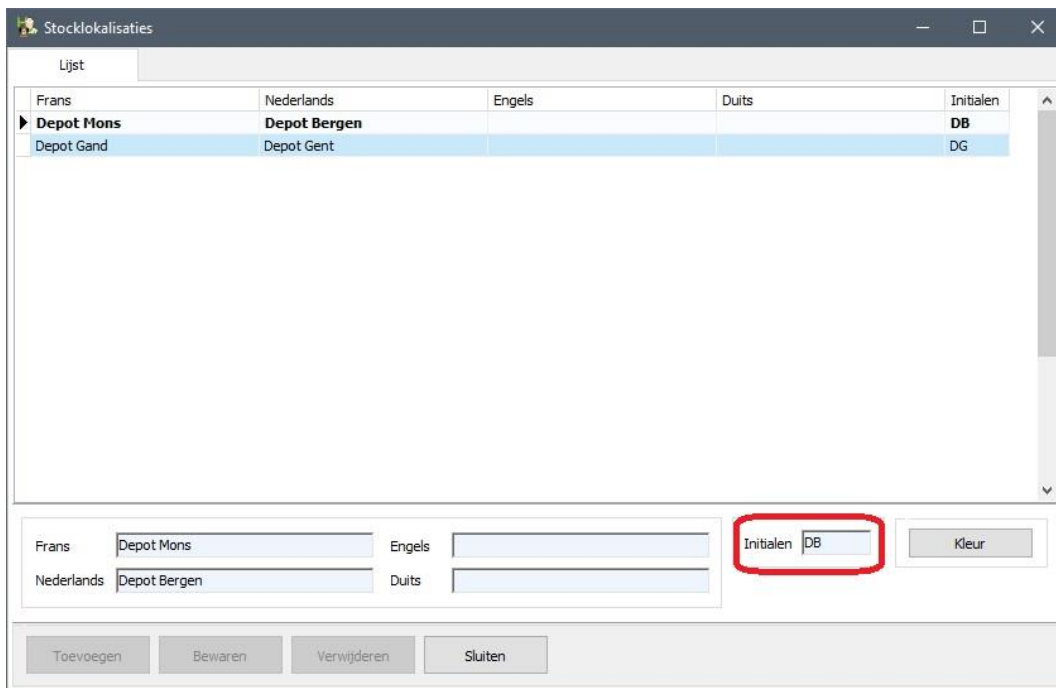 Stocklokalisaties
Lijst
Frans Nederlands Engels Duits Initialen
Depot Mons Depot Bergen DB
Depot Gand Depot Gent DG
Frans Depot Mons Engels Initialen DB Kleur
Nederlands Depot Bergen Duits
Toevoegen Bewaren Verwijderen Sluiten